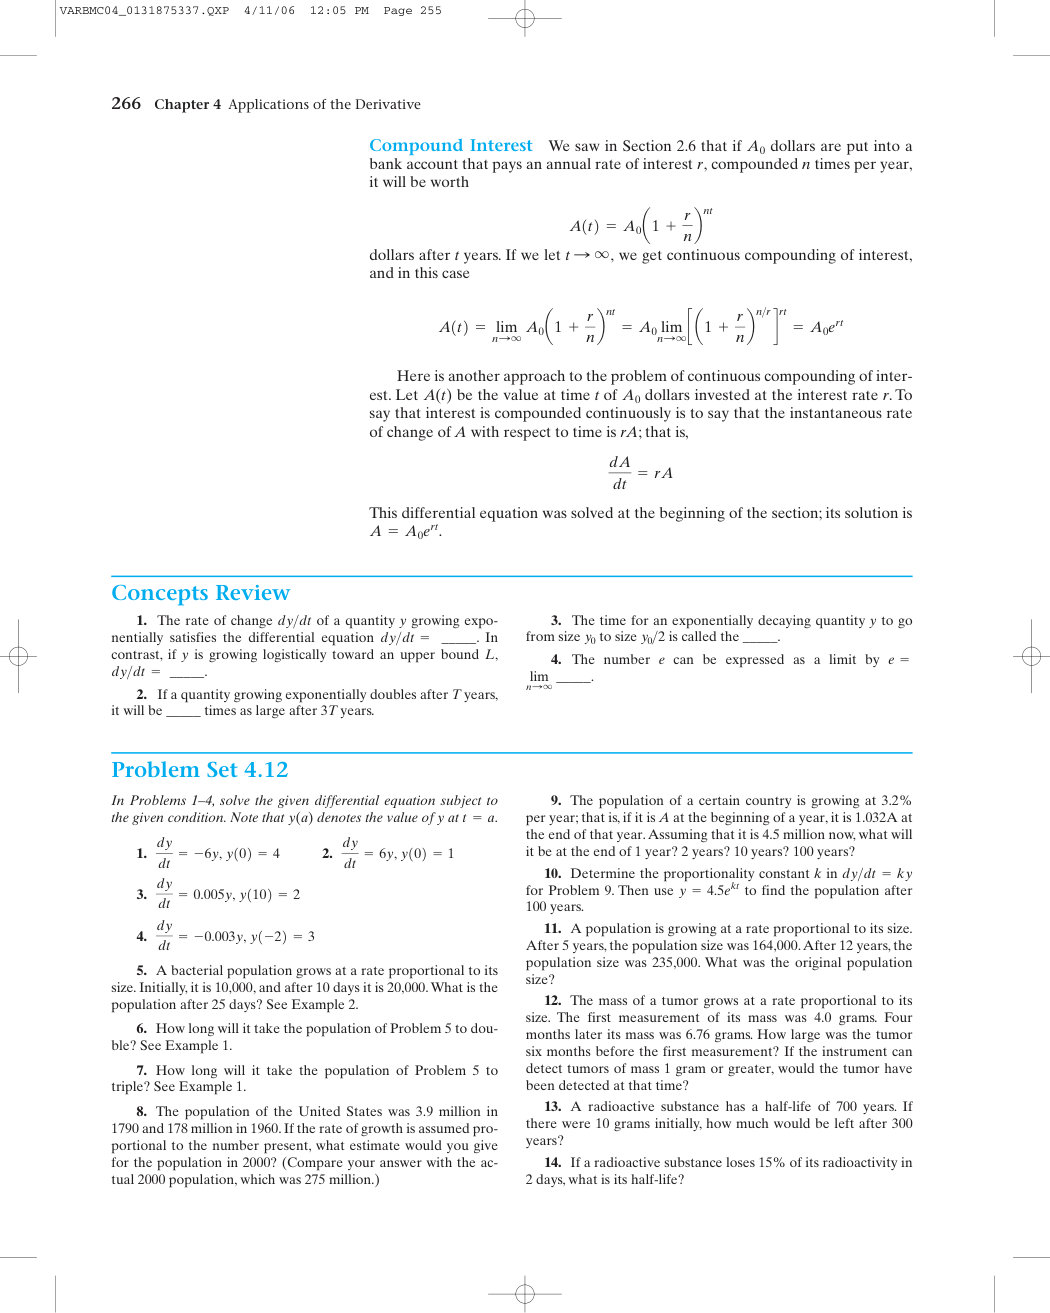 VARBMC04_0131875337.QXP 4/11/06 12:05 PM Page 255
266 Chapter 4 Applications of the Derivative
Compound Interest We saw in Section 2.6 that if A₀ dollars are put into a
bank account that pays an annual rate of interest r, compounded n times per year,
it will be worth
A(t) = A₀(1 + r/n)^nt
dollars after t years. If we let t → ∞, we get continuous compounding of interest,
and in this case
A(t) = lim n→∞ A₀(1 + r/n)^nt = A₀ lim n→∞ [(1 + r/n)^n/r]^rt = A₀e^rt
Here is another approach to the problem of continuous compounding of inter-
est. Let A(t) be the value at time t of A₀ dollars invested at the interest rate r. To
say that interest is compounded continuously is to say that the instantaneous rate
of change of A with respect to time is rA; that is,
dA/dt = rA
This differential equation was solved at the beginning of the section; its solution is
A = A₀e^rt.
Concepts Review
1. The rate of change dy/dt of a quantity y growing expo-
nentially satisfies the differential equation dy/dt = _____. In
contrast, if y is growing logistically toward an upper bound L,
dy/dt = _____.
2. If a quantity growing exponentially doubles after T years,
it will be _____ times as large after 3T years.
3. The time for an exponentially decaying quantity y to go
from size y₀ to size y₀/2 is called the _____.
4. The number e can be expressed as a limit by e =
lim n→∞ _____.
Problem Set 4.12
In Problems 1–4, solve the given differential equation subject to
the given condition. Note that y(a) denotes the value of y at t = a.
1. dy/dt = −6y, y(0) = 4 2. dy/dt = 6y, y(0) = 1
3. dy/dt = 0.005y, y(10) = 2
4. dy/dt = −0.003y, y(−2) = 3
5. A bacterial population grows at a rate proportional to its
size. Initially, it is 10,000, and after 10 days it is 20,000. What is the
population after 25 days? See Example 2.
6. How long will it take the population of Problem 5 to dou-
ble? See Example 1.
7. How long will it take the population of Problem 5 to
triple? See Example 1.
8. The population of the United States was 3.9 million in
1790 and 178 million in 1960. If the rate of growth is assumed pro-
portional to the number present, what estimate would you give
for the population in 2000? (Compare your answer with the ac-
tual 2000 population, which was 275 million.)
9. The population of a certain country is growing at 3.2%
per year; that is, if it is A at the beginning of a year, it is 1.032A at
the end of that year. Assuming that it is 4.5 million now, what will
it be at the end of 1 year? 2 years? 10 years? 100 years?
10. Determine the proportionality constant k in dy/dt = ky
for Problem 9. Then use y = 4.5e^kt to find the population after
100 years.
11. A population is growing at a rate proportional to its size.
After 5 years, the population size was 164,000. After 12 years, the
population size was 235,000. What was the original population
size?
12. The mass of a tumor grows at a rate proportional to its
size. The first measurement of its mass was 4.0 grams. Four
months later its mass was 6.76 grams. How large was the tumor
six months before the first measurement? If the instrument can
detect tumors of mass 1 gram or greater, would the tumor have
been detected at that time?
13. A radioactive substance has a half-life of 700 years. If
there were 10 grams initially, how much would be left after 300
years?
14. If a radioactive substance loses 15% of its radioactivity in
2 days, what is its half-life?